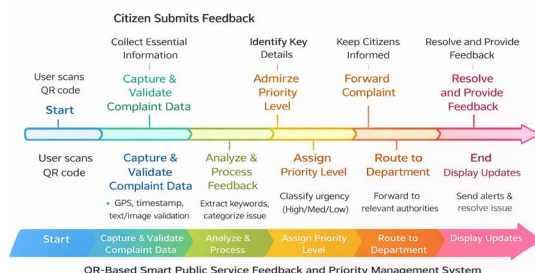 Citizen Submits Feedback
Collect Essential
Information
Identify Key
Details
Keep Citizens
Informed
Resolve and Provide
Feedback
User scans
QR code
Start
Capture &
Validate
Complaint Data
Admirze
Priority
Level
Forward
Complaint
Resolve
and Provide
Feedback
User scans
QR code
Capture &
Validate
Complaint Data
• GPS, timestamp,
text/image validation
Analyze &
Process
Feedback
Extract keywords,
categorize issue
Assign
Priority Level
Classify urgency
(High/Med/Low)
Route to
Department
Forward to
relevant authorities
End
Display Updates
Send alerts &
resolve issue
Start
Capture & Validate
Complaint Data
Analyze &
Process
Assign Priority
Level
Route to
Department
Display Updates
QR-Based Smart Public Service Feedback and Priority Management System